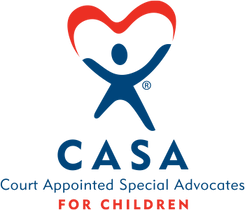 ®
CASA
Court Appointed Special Advocates
FOR CHILDREN